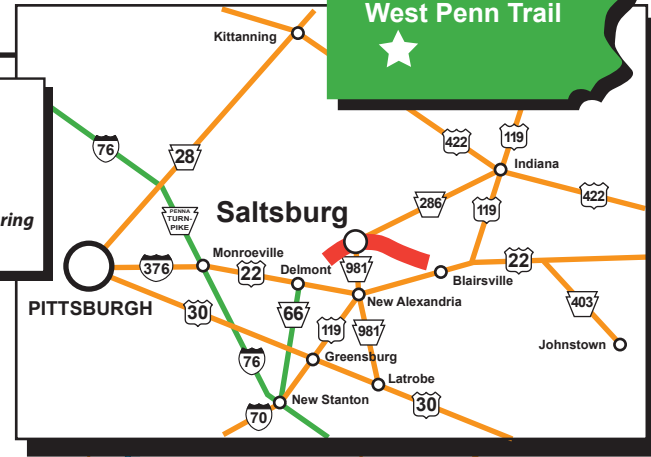 West Penn Trail
Kittanning
422
119
Indiana
76
28
ring
PENNA
TURN-
PIKE
286
422
Saltsburg
119
981
Monroeville
376
22
Delmont
22
Blairsville
New Alexandria
PITTSBURGH
30
66
403
119
981
Johnstown
76
Greensburg
Latrobe
New Stanton
30
70